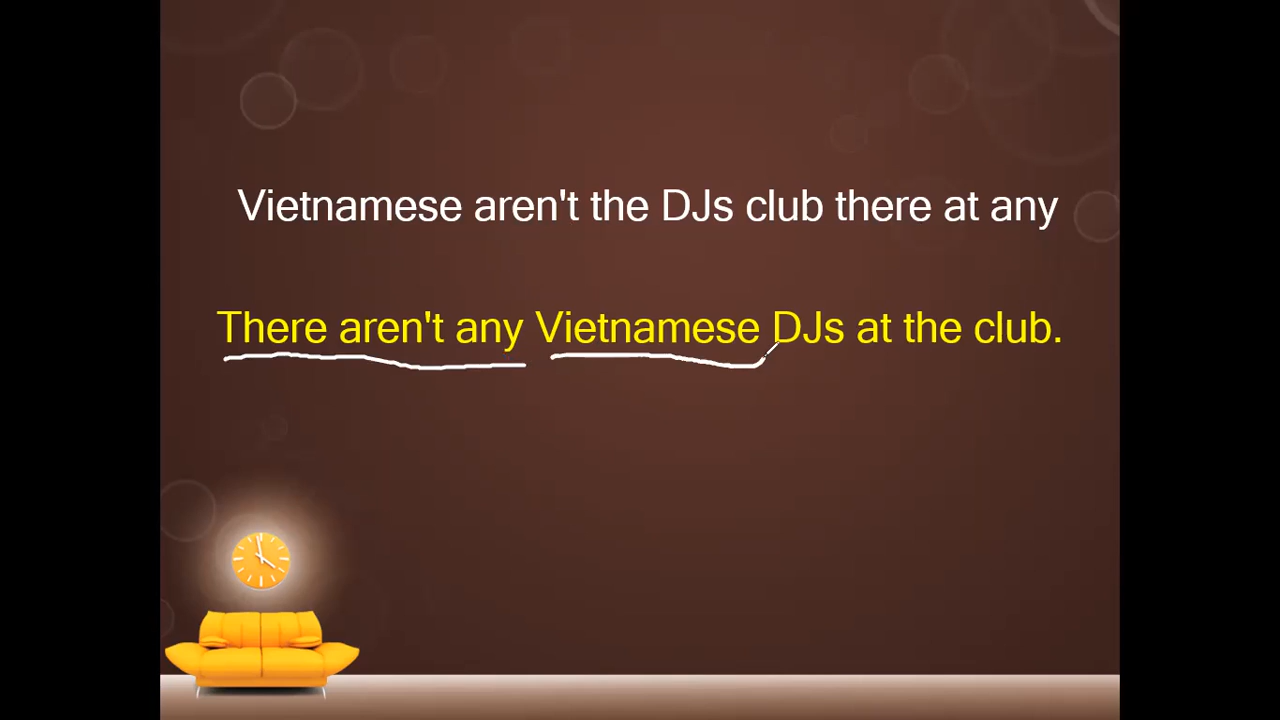 Vietnamese aren't the DJs club there at any
There aren't any Vietnamese DJs at the club.